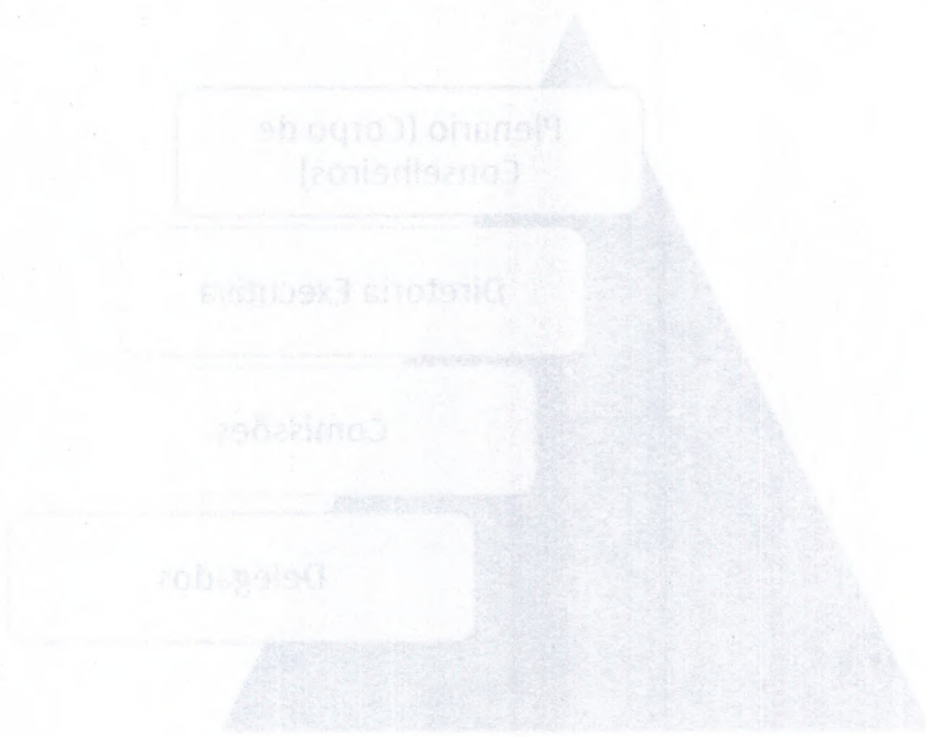 Plenário (Corpo de
Conselheiros)
Diretoria Executiva
Comissões
Delegados